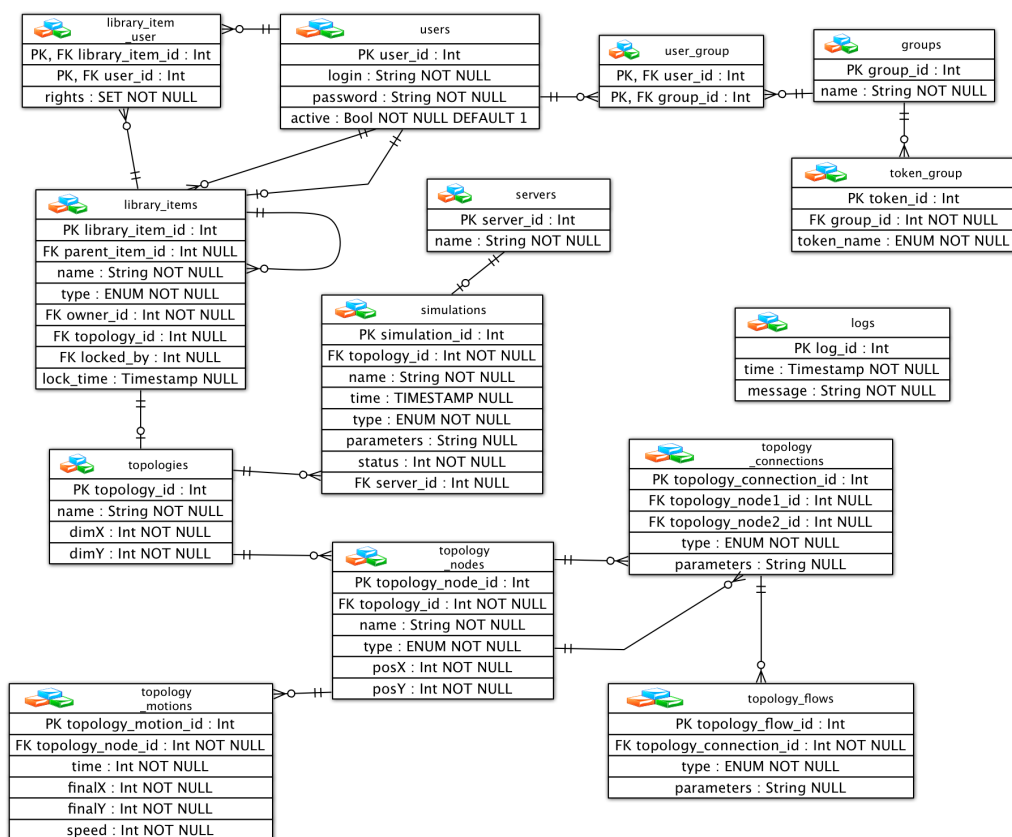 library_item
_user
PK, FK library_item_id : Int
PK, FK user_id : Int
rights : SET NOT NULL
users
PK user_id : Int
login : String NOT NULL
password : String NOT NULL
active : Bool NOT NULL DEFAULT 1
user_group
PK, FK user_id : Int
PK, FK group_id : Int
groups
PK group_id : Int
name : String NOT NULL
token_group
PK token_id : Int
FK group_id : Int NOT NULL
token_name : ENUM NOT NULL
library_items
PK library_item_id : Int
FK parent_item_id : Int NULL
name : String NOT NULL
type : ENUM NOT NULL
FK owner_id : Int NOT NULL
FK topology_id : Int NULL
FK locked_by : Int NULL
lock_time : Timestamp NULL
servers
PK server_id : Int
name : String NOT NULL
simulations
PK simulation_id : Int
FK topology_id : Int NOT NULL
name : String NOT NULL
time : TIMESTAMP NULL
type : ENUM NOT NULL
parameters : String NULL
status : Int NOT NULL
FK server_id : Int NULL
logs
PK log_id : Int
time : Timestamp NOT NULL
message : String NOT NULL
topologies
PK topology_id : Int
name : String NOT NULL
dimX : Int NOT NULL
dimY : Int NOT NULL
topology
_connections
PK topology_connection_id : Int
FK topology_node1_id : Int NULL
FK topology_node2_id : Int NULL
type : ENUM NOT NULL
parameters : String NULL
topology
_nodes
PK topology_node_id : Int
FK topology_id : Int NOT NULL
name : String NOT NULL
type : ENUM NOT NULL
posX : Int NOT NULL
posY : Int NOT NULL
topology
_motions
PK topology_motion_id : Int
FK topology_node_id : Int NOT NULL
time : Int NOT NULL
finalX : Int NOT NULL
finalY : Int NOT NULL
speed : Int NOT NULL
topology_flows
PK topology_flow_id : Int
FK topology_connection_id : Int NOT NULL
type : ENUM NOT NULL
parameters : String NULL